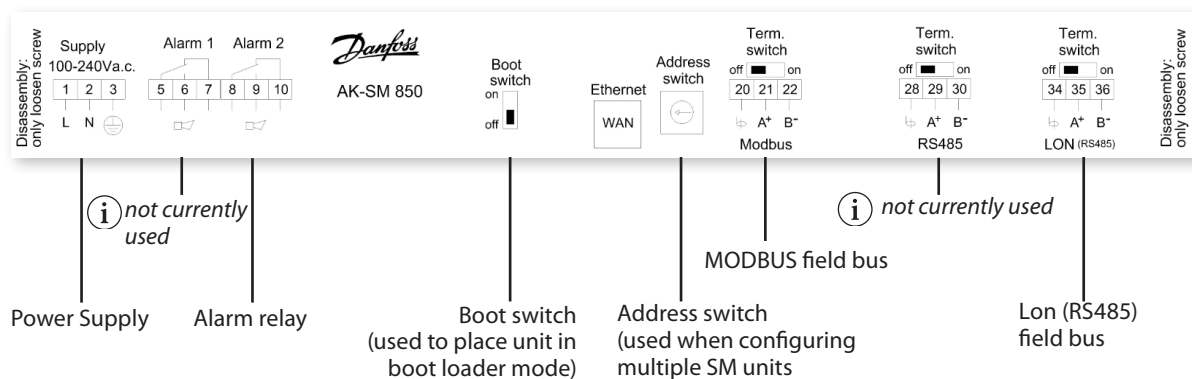 Disassembly:
only loosen screw
Supply
100-240Va.c.
1 2 3
L N
Alarm 1 Alarm 2
5 6 7 8 9 10
Danfoss
AK-SM 850
Boot
switch
on
off
Ethernet
WAN
Address
switch
Term.
switch
off on
20 21 22
A+ B-
Modbus
Term.
switch
off on
28 29 30
A+ B-
RS485
Term.
switch
off on
34 35 36
A+ B-
LON (RS485)
Disassembly:
only loosen screw
i not currently
used
i not currently used
MODBUS field bus
Power Supply
Alarm relay
Boot switch
(used to place unit in
boot loader mode)
Address switch
(used when configuring
multiple SM units
Lon (RS485)
field bus